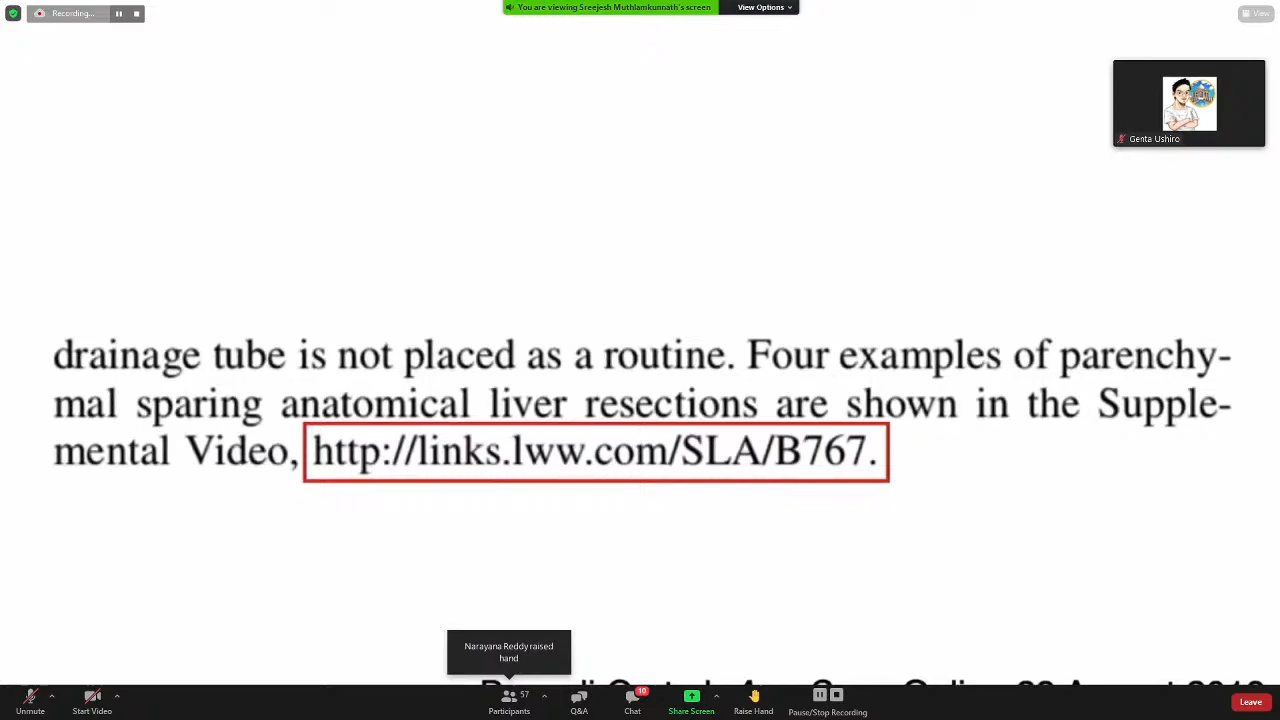 Recording...
You are viewing Sreejesh Muthlamkunnath's screen
View Options
View
Genta Ushiro
drainage tube is not placed as a routine. Four examples of parenchy-
mal sparing anatomical liver resections are shown in the Supple-
mental Video, http://links.lww.com/SLA/B767.
Narayana Reddy raised
hand
Unmute
Start Video
57
Participants
Q&A
10
Chat
Share Screen
Raise Hand
Pause/Stop Recording
Leave